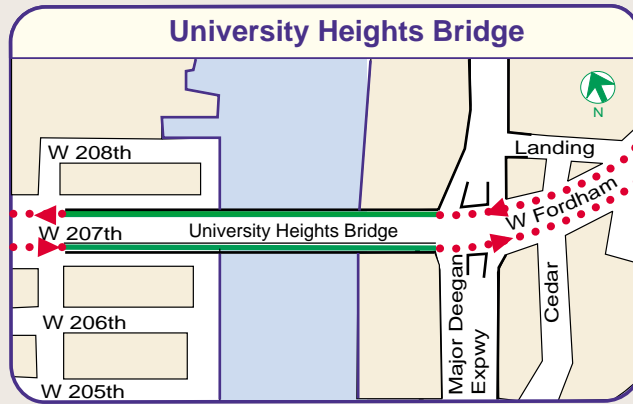 University Heights Bridge
N
W 208th
Landing
W Fordham
W 207th
University Heights Bridge
Major Deegan
Expwy
Cedar
W 206th
W 205th